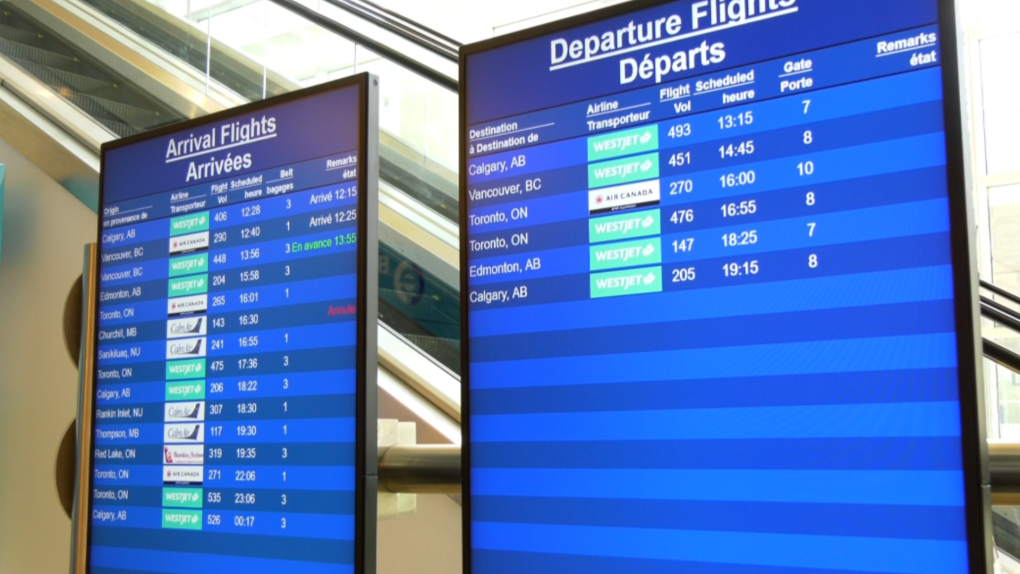 Arrival Flights
Arrivées
Origin Airline Flight Scheduled Belt Remarks
en provenance de Transporteur Vol heure bagages état
Calgary, AB WESTJET 406 12:28 3 Arrivé 12:15
Vancouver, BC AIR CANADA 290 12:40 1 Arrivé 12:25
Vancouver, BC WESTJET 448 13:56 3 En avance 13:55
Edmonton, AB WESTJET 204 15:58 3
Toronto, ON AIR CANADA 265 16:01 1
Churchill, MB Calm Air 143 16:30 Annulé
Sanikiluaq, NU Calm Air 241 16:55 1
Toronto, ON WESTJET 475 17:36 3
Calgary, AB WESTJET 206 18:22 3
Rankin Inlet, NU Calm Air 307 18:30 1
Thompson, MB Calm Air 117 19:30 1
Red Lake, ON 319 19:35 3
Toronto, ON AIR CANADA 271 22:06 1
Toronto, ON WESTJET 535 23:06 3
Calgary, AB WESTJET 526 00:17 3
Departure Flights
Départs
Destination Airline Flight Scheduled Gate Remarks
à Destination de Transporteur Vol heure Porte état
Calgary, AB WESTJET 493 13:15 7
Vancouver, BC WESTJET 451 14:45 8
Toronto, ON AIR CANADA 270 16:00 10
Toronto, ON WESTJET 476 16:55 8
Edmonton, AB WESTJET 147 18:25 7
Calgary, AB WESTJET 205 19:15 8